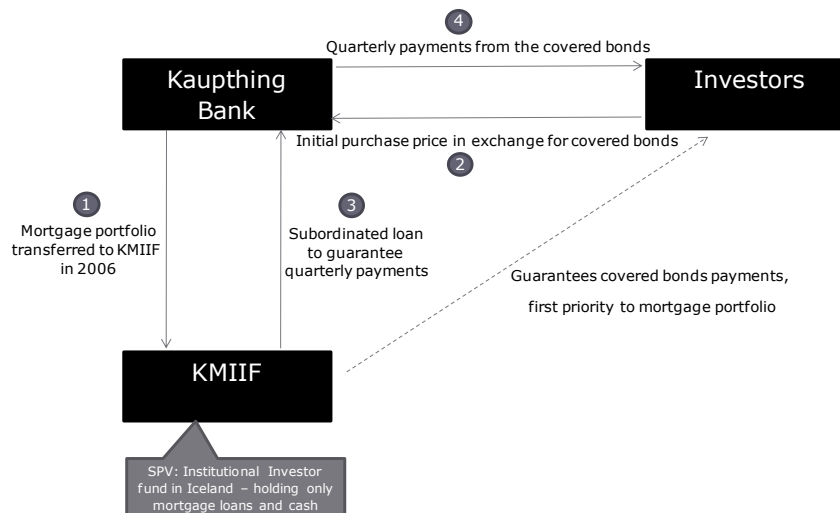 4
Quarterly payments from the covered bonds
Kaupthing
Bank
Investors
Initial purchase price in exchange for covered bonds
2
1
Mortgage portfolio
transferred to KMIIF
in 2006
3
Subordinated loan
to guarantee
quarterly payments
Guarantees covered bonds payments,
first priority to mortgage portfolio
KMIIF
SPV: Institutional Investor
fund in Iceland – holding only
mortgage loans and cash